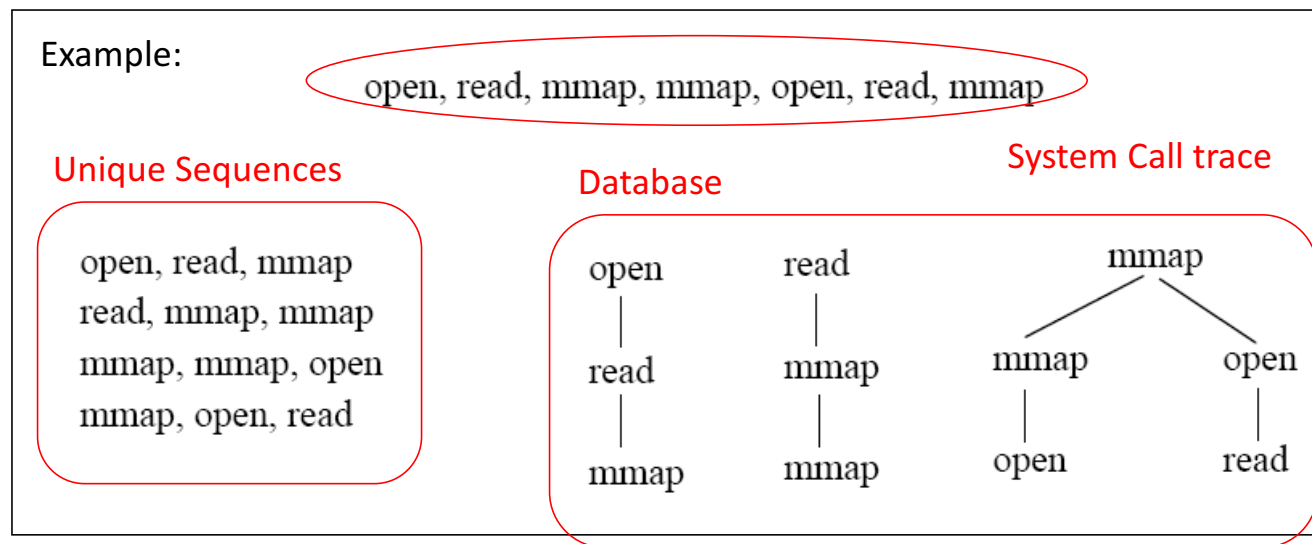 Example:
open, read, mmap, mmap, open, read, mmap
Unique Sequences
open, read, mmap
read, mmap, mmap
mmap, mmap, open
mmap, open, read
Database
System Call trace
open
read
mmap
read
mmap
mmap
mmap
mmap
open
open
read